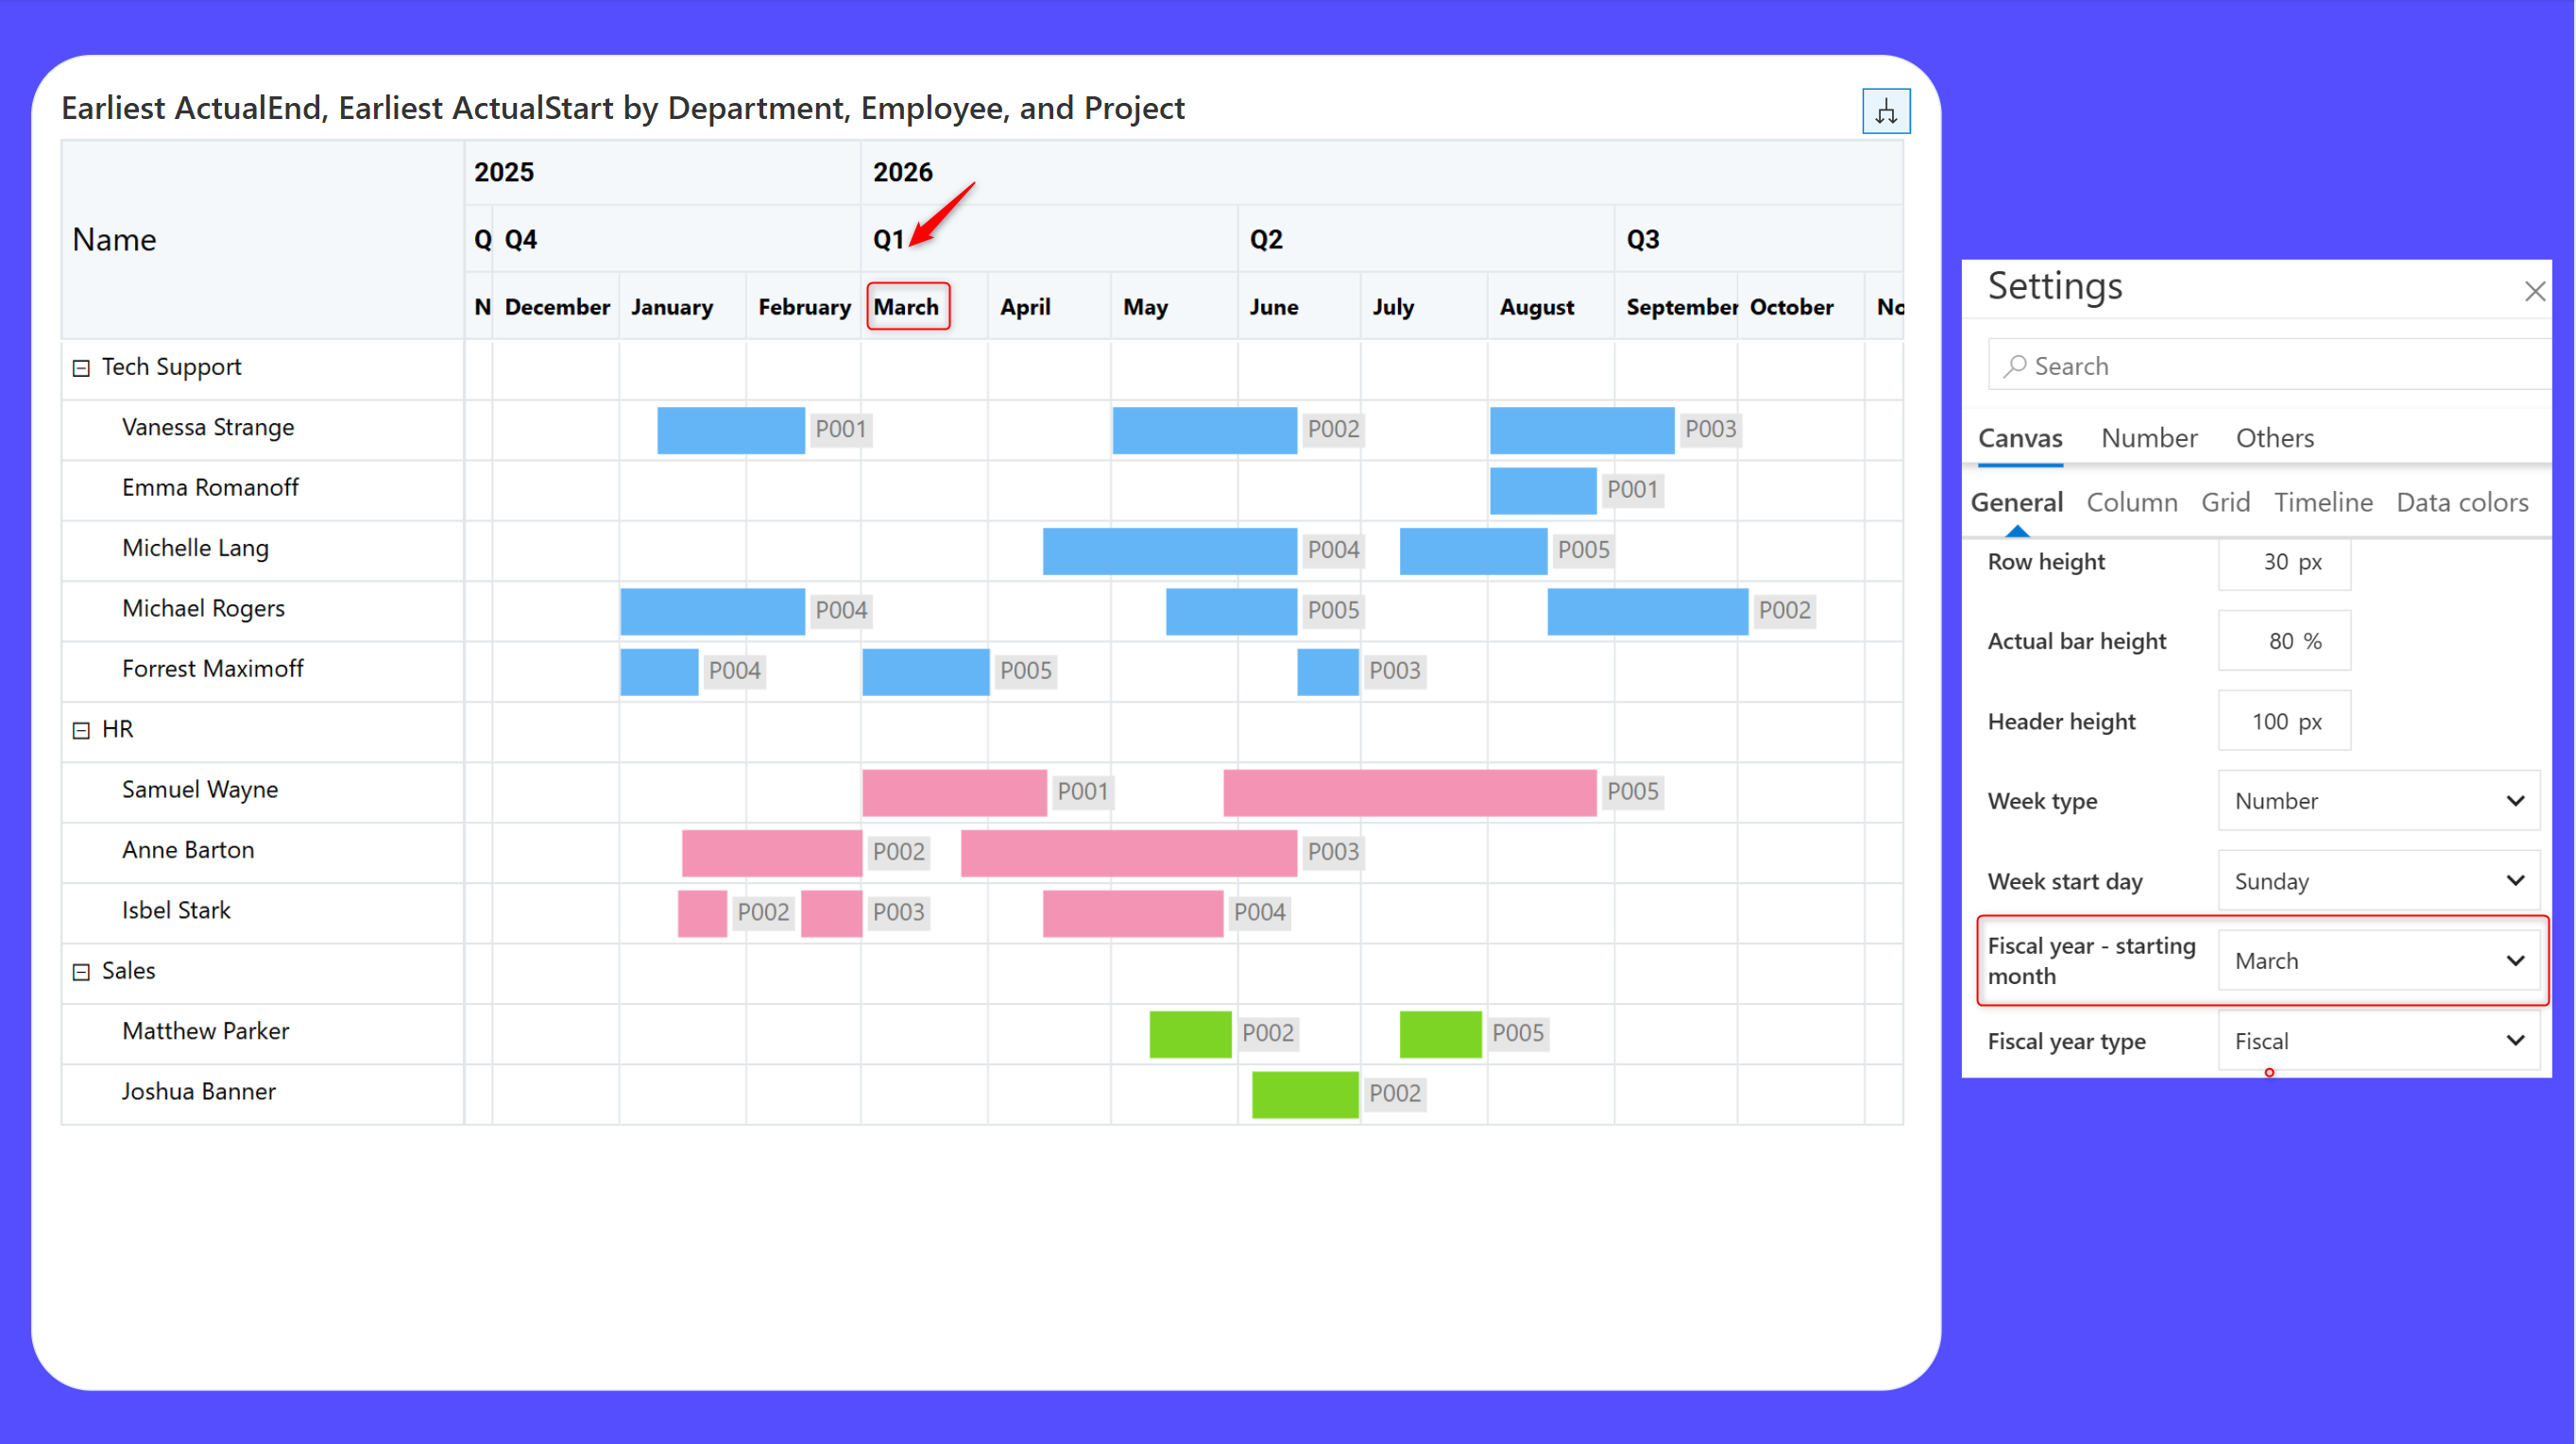 Earliest ActualEnd, Earliest ActualStart by Department, Employee, and Project
Name
2025 2026
Q Q4 Q1 Q2 Q3
N December January February March April May June July August September October No
Tech Support
Vanessa Strange P001 P002 P003
Emma Romanoff P001
Michelle Lang P004 P005
Michael Rogers P004 P005 P002
Forrest Maximoff P004 P005 P003
HR
Samuel Wayne P001 P005
Anne Barton P002 P003
Isbel Stark P002 P003 P004
Sales
Matthew Parker P002 P005
Joshua Banner P002
Settings
Search
Canvas Number Others
General Column Grid Timeline Data colors
Row height 30 px
Actual bar height 80 %
Header height 100 px
Week type Number
Week start day Sunday
Fiscal year - starting
month March
Fiscal year type Fiscal